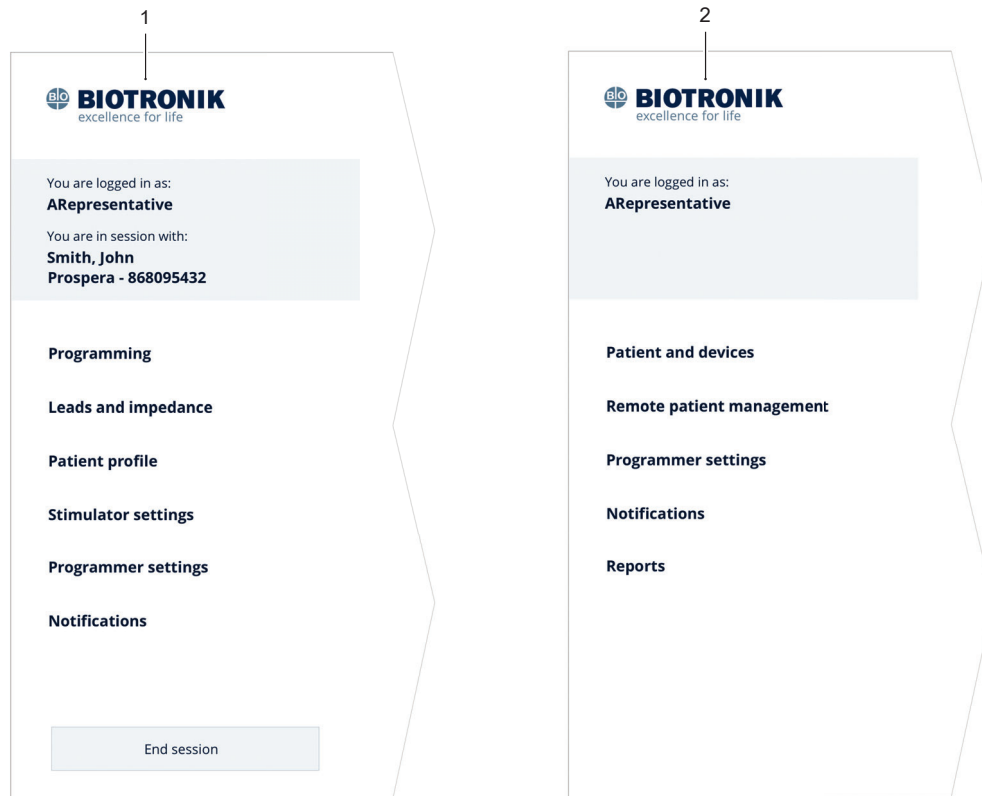 1
BIO BIOTRONIK
excellence for life
You are logged in as:
ARepresentative
You are in session with:
Smith, John
Prospera - 868095432
Programming
Leads and impedance
Patient profile
Stimulator settings
Programmer settings
Notifications
End session
2
BIO BIOTRONIK
excellence for life
You are logged in as:
ARepresentative
Patient and devices
Remote patient management
Programmer settings
Notifications
Reports